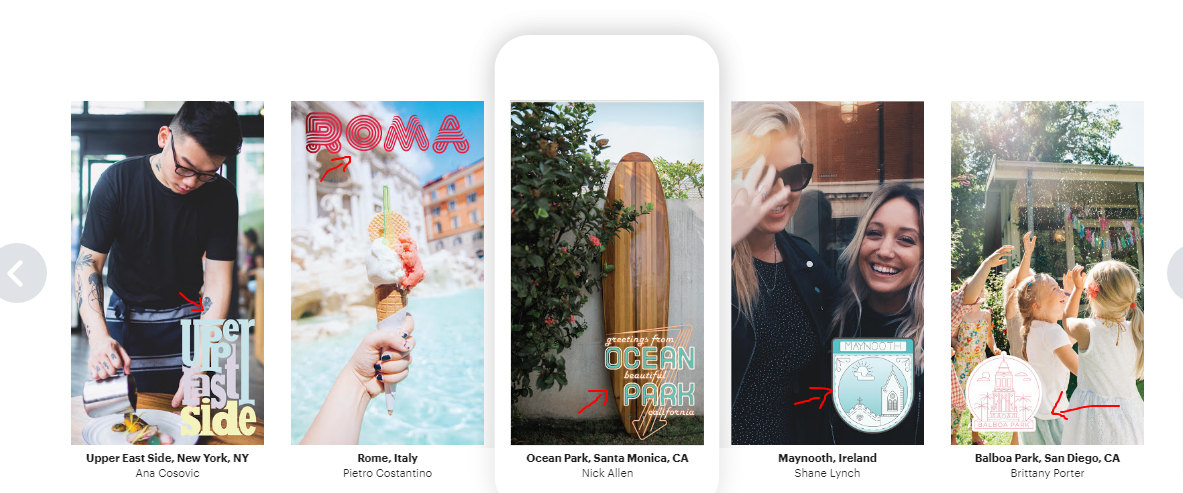 ROMA
Upper
East
side
greetings from
OCEAN
beautiful
PARK
california
MAYNOOTH
BALBOA PARK
Upper East Side, New York, NY
Ana Cosovic
Rome, Italy
Pietro Costantino
Ocean Park, Santa Monica, CA
Nick Allen
Maynooth, Ireland
Shane Lynch
Balboa Park, San Diego, CA
Brittany Porter